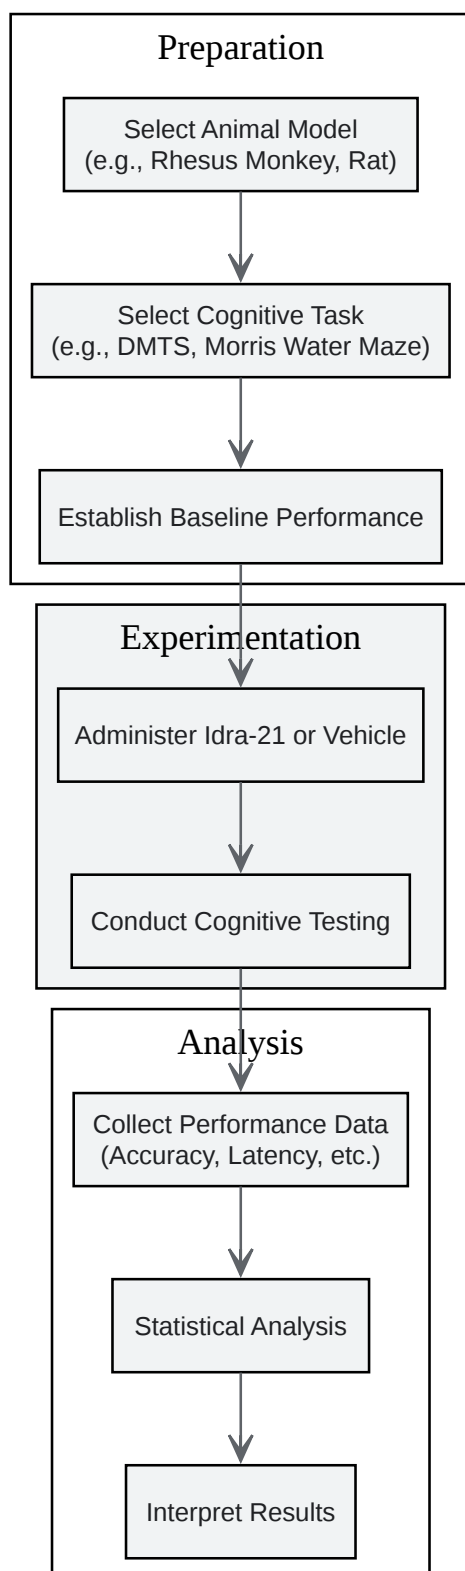 Preparation
Select Animal Model
(e.g., Rhesus Monkey, Rat)
Select Cognitive Task
(e.g., DMTS, Morris Water Maze)
Establish Baseline Performance
Experimentation
Administer Idra-21 or Vehicle
Conduct Cognitive Testing
Analysis
Collect Performance Data
(Accuracy, Latency, etc.)
Statistical Analysis
Interpret Results